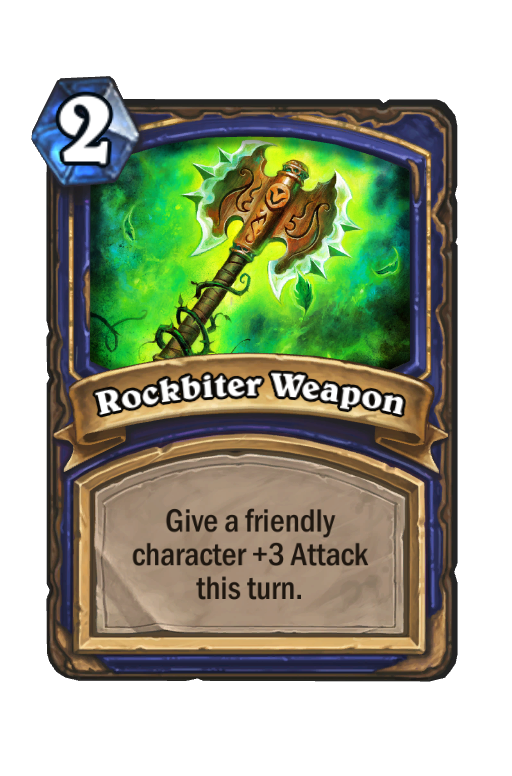 2
Rockbiter Weapon
Give a friendly
character +3 Attack
this turn.